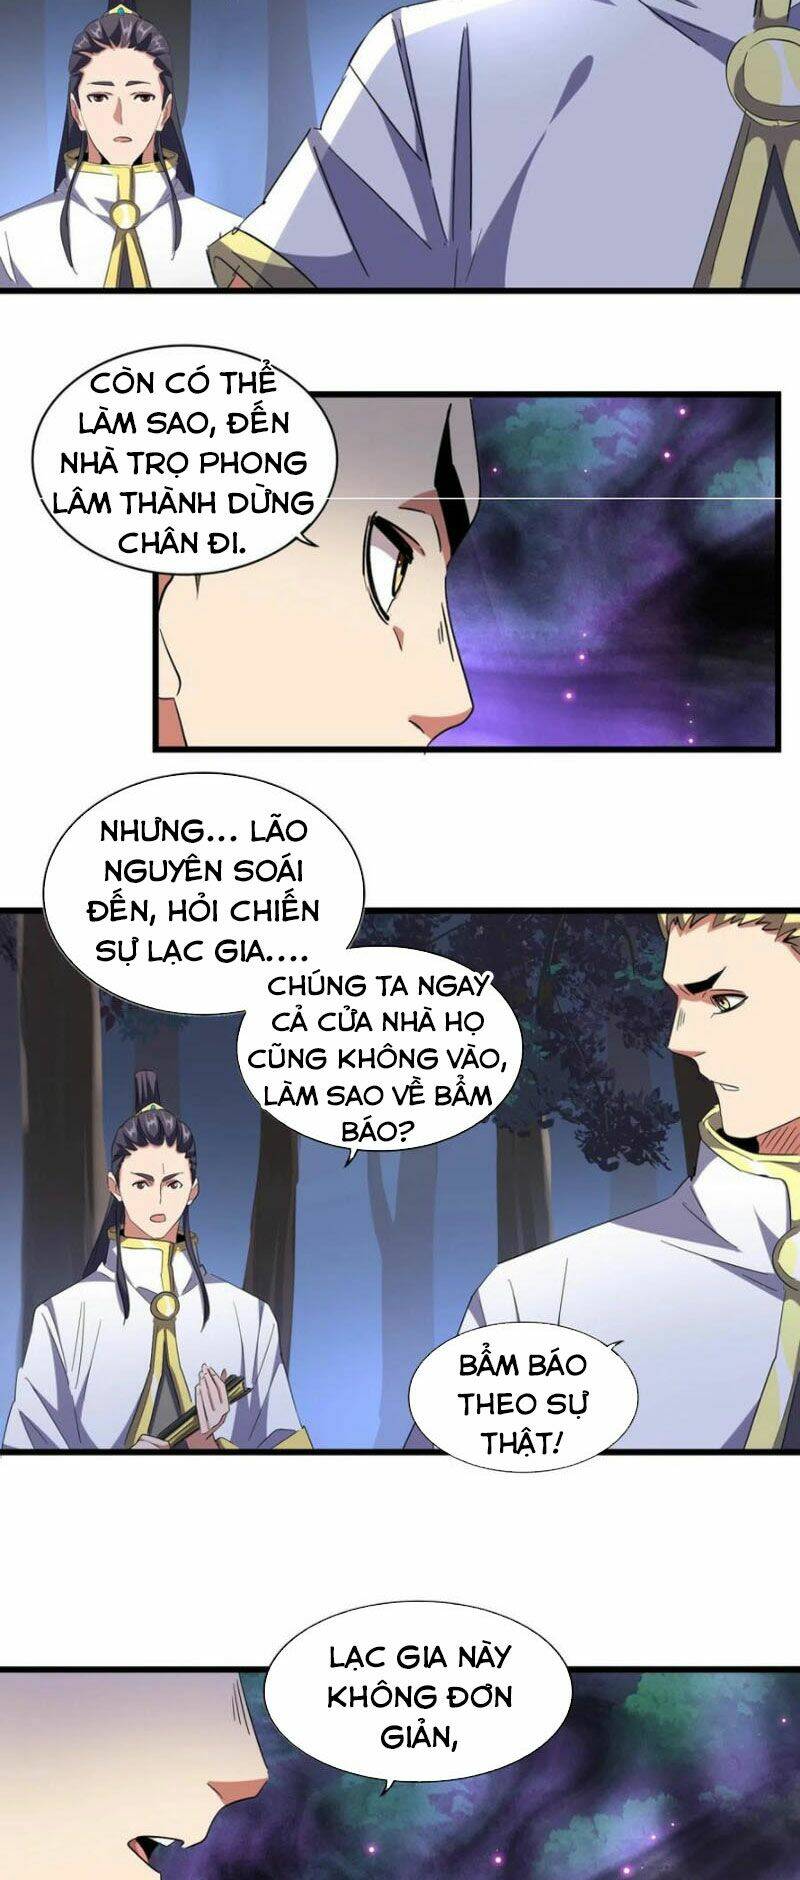 CÒN CÓ THỂ
LÀM SAO, ĐẾN
NHÀ TRỌ PHONG
LÂM THÀNH DỪNG
CHÂN ĐI.
NHƯNG... LÃO
NGUYÊN SOÁI
ĐẾN, HỎI CHIẾN
SỰ LẠC GIA....
CHÚNG TA NGAY
CẢ CỬA NHÀ HỌ
CŨNG KHÔNG VÀO,
LÀM SAO VỀ BẨM
BÁO?
BẨM BÁO
THEO SỰ
THẬT!
LẠC GIA NÀY
KHÔNG ĐƠN
GIẢN,